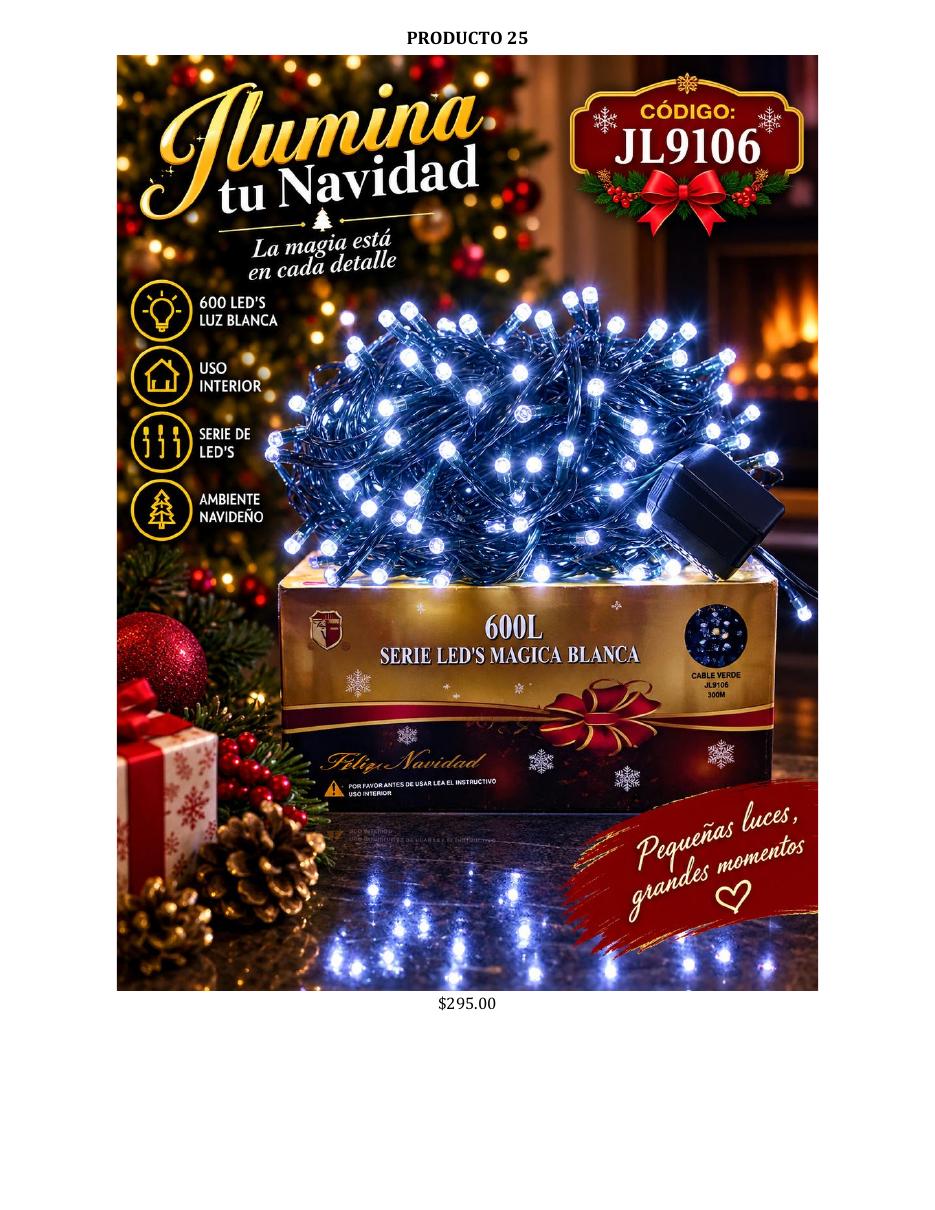 PRODUCTO 25
Ilumina
tu Navidad
La magia está
en cada detalle
CÓDIGO:
JL9106
600 LED'S
LUZ BLANCA
USO
INTERIOR
SERIE DE
LED'S
AMBIENTE
NAVIDEÑO
600L
SERIE LED'S MAGICA BLANCA
CABLE VERDE
JL9106
300M
Feliz Navidad
POR FAVOR ANTES DE USAR LEA EL INSTRUCTIVO
USO INTERIOR
Pequeñas luces,
grandes momentos
$295.00